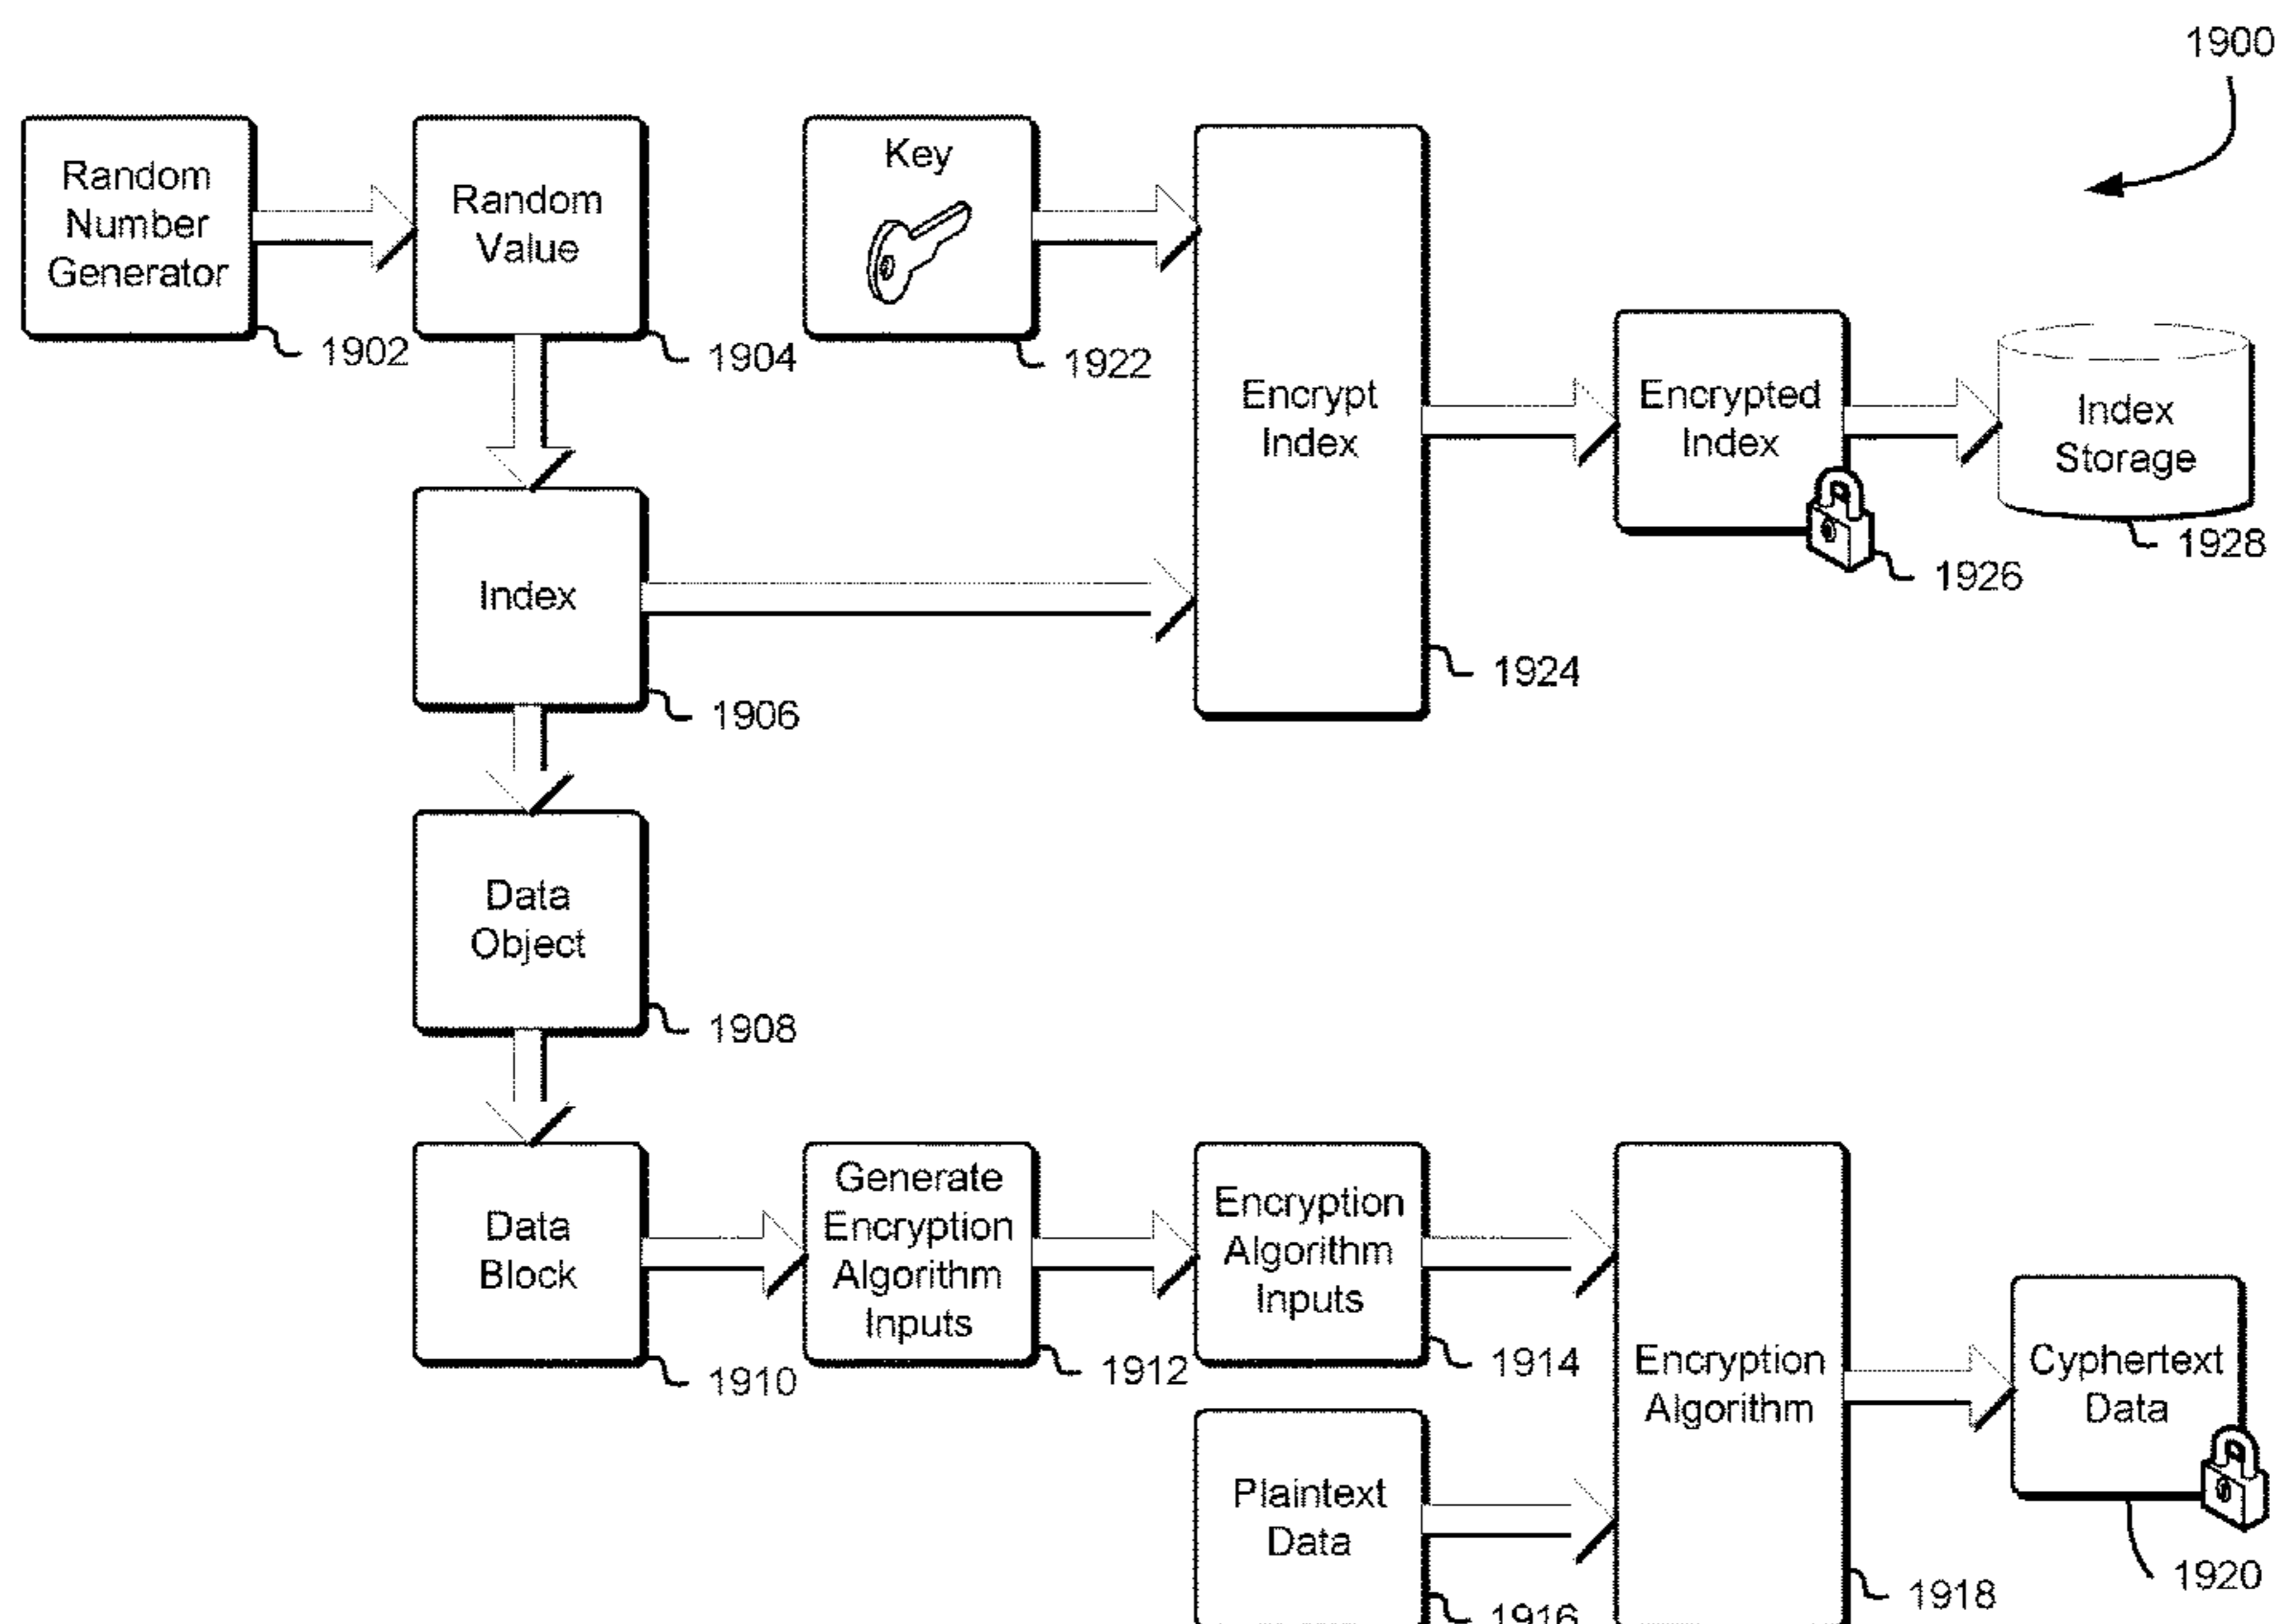 1900
Random
Number
Generator
1902
Random
Value
1904
Key
1922
Encrypt
Index
1924
Encrypted
Index
1926
Index
Storage
1928
Index
1906
Data
Object
1908
Data
Block
1910
Generate
Encryption
Algorithm
Inputs
1912
Encryption
Algorithm
Inputs
1914
Plaintext
Data
1916
Encryption
Algorithm
1918
Cyphertext
Data
1920